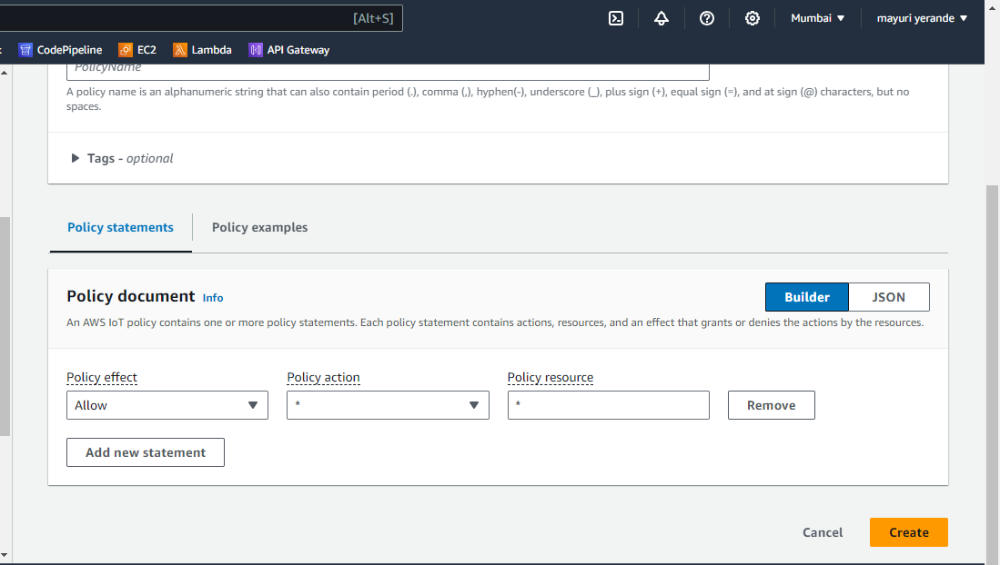 [Alt+S]
Mumbai
mayuri yerande
CodePipeline
EC2
Lambda
API Gateway
PolicyName
A policy name is an alphanumeric string that can also contain period (.), comma (,), hyphen(-), underscore (_), plus sign (+), equal sign (=), and at sign (@) characters, but no
spaces.
Tags - optional
Policy statements
Policy examples
Policy document Info
Builder
JSON
An AWS IoT policy contains one or more policy statements. Each policy statement contains actions, resources, and an effect that grants or denies the actions by the resources.
Policy effect
Policy action
Policy resource
Allow
*
*
Remove
Add new statement
Cancel
Create